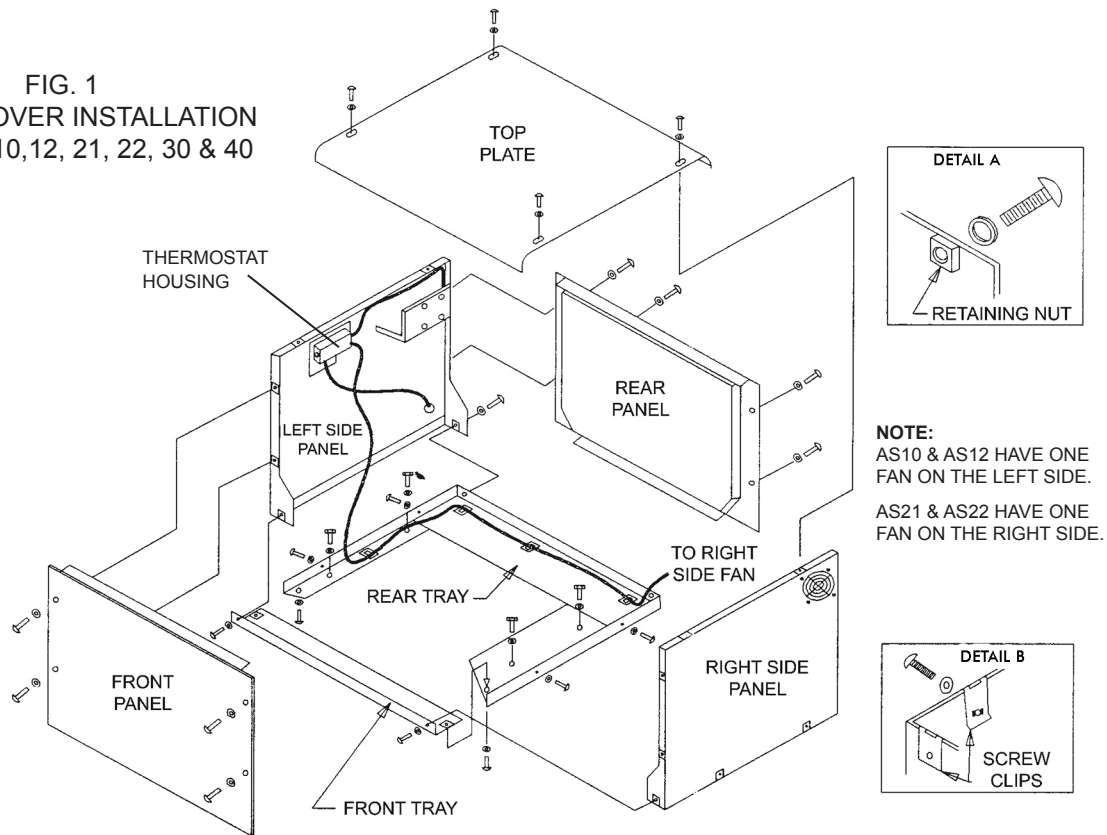 FIG. 1
OVER INSTALLATION
10,12, 21, 22, 30 & 40
TOP
PLATE
DETAIL A
RETAINING NUT
THERMOSTAT
HOUSING
REAR
PANEL
LEFT SIDE
PANEL
NOTE:
AS10 & AS12 HAVE ONE
FAN ON THE LEFT SIDE.
AS21 & AS22 HAVE ONE
FAN ON THE RIGHT SIDE.
TO RIGHT
SIDE FAN
REAR TRAY
RIGHT SIDE
PANEL
DETAIL B
SCREW
CLIPS
FRONT
PANEL
FRONT TRAY